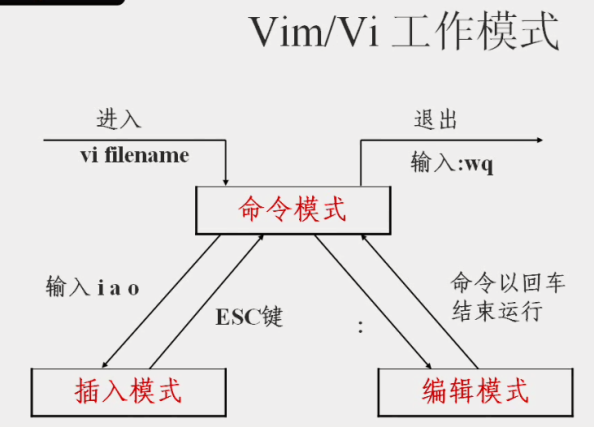 Vim/Vi 工作模式
进入
退出
vi filename
输入:wq
命令模式
输入 i a o
ESC键
:
命令以回车
结束运行
插入模式
编辑模式